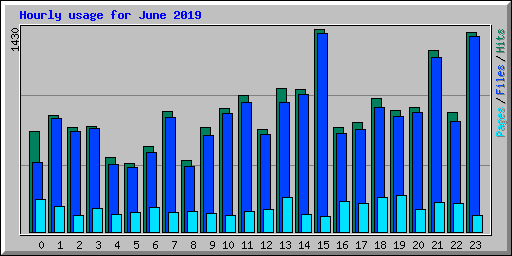 Hourly usage for June 2019
1430
Pages/Files/Hits
0 1 2 3 4 5 6 7 8 9 10 11 12 13 14 15 16 17 18 19 20 21 22 23